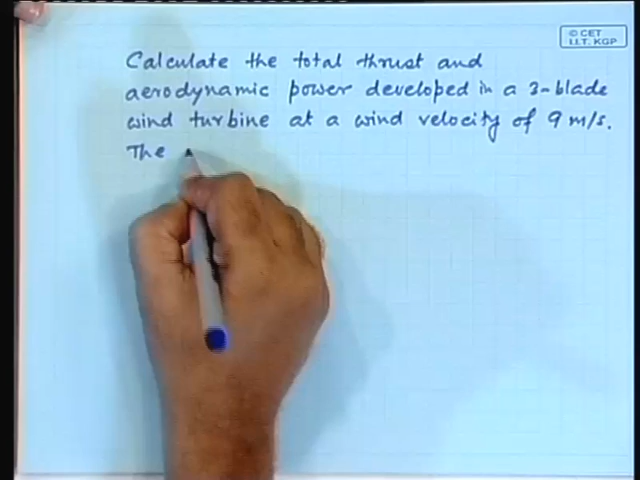 © CET
I.I.T. KGP
Calculate the total thrust and
aerodynamic power developed in a 3-blade
wind turbine at a wind velocity of 9 m/s.
The